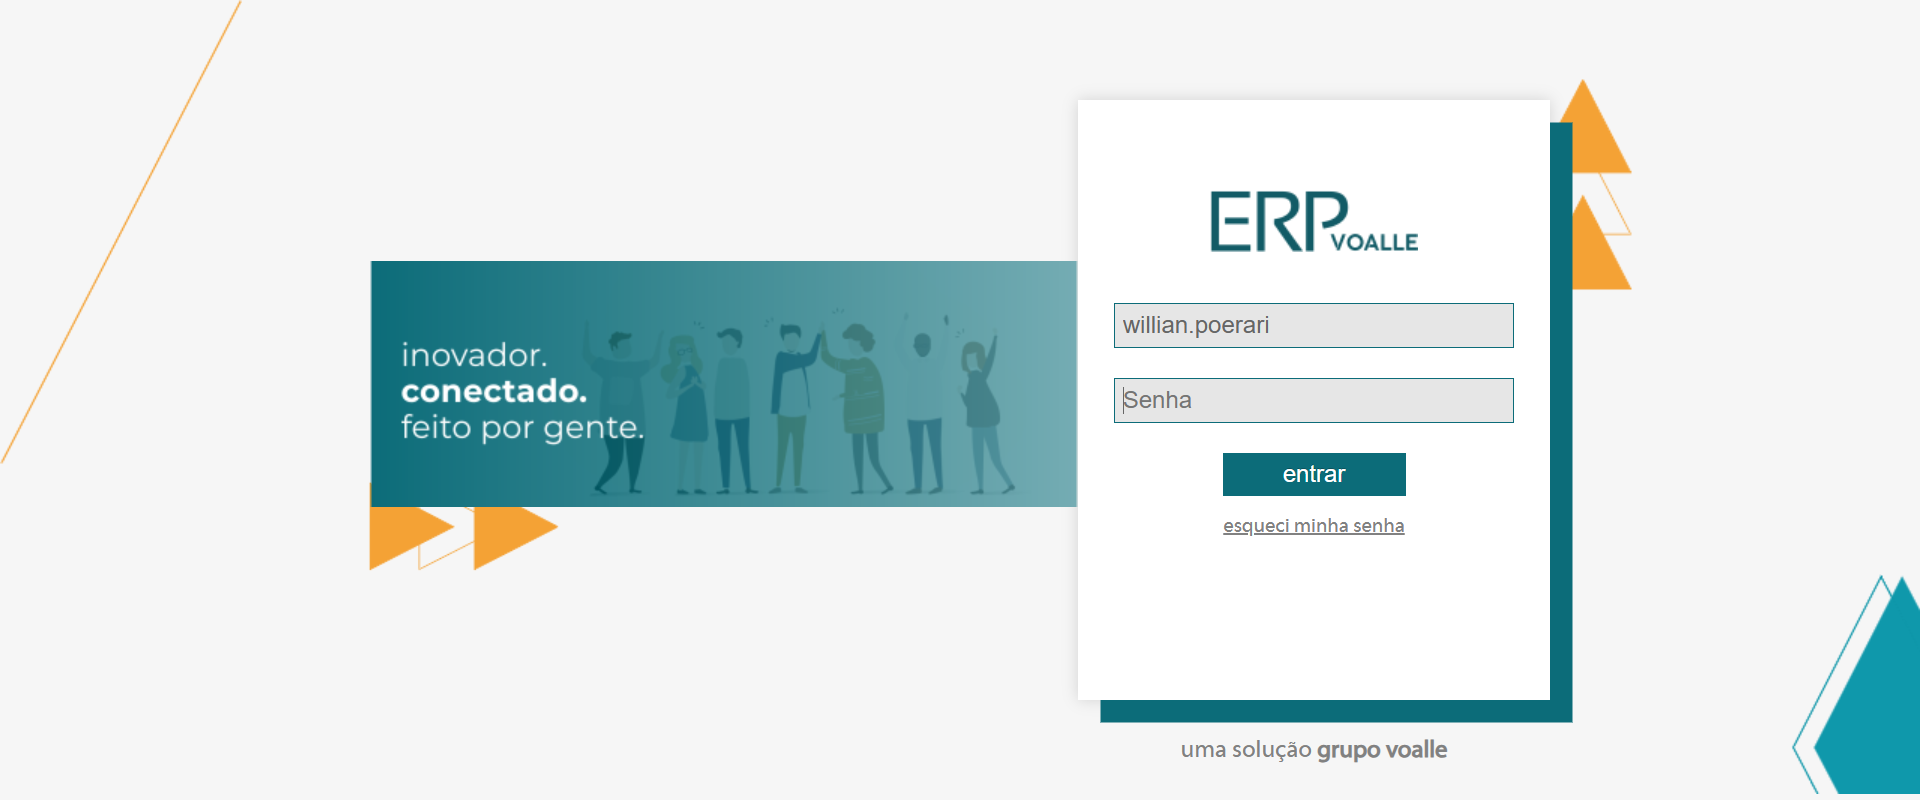 inovador.
conectado.
feito por gente.
ERP VOALLE
willian.poerari
Senha
entrar
esqueci minha senha
uma solução grupo voalle